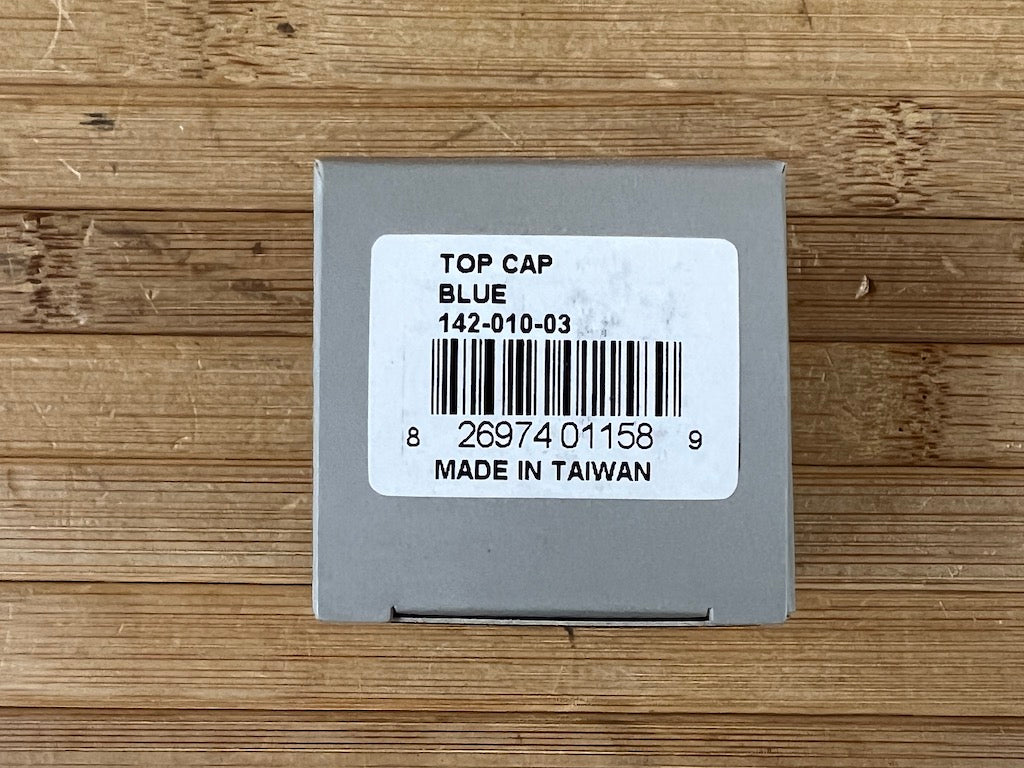 TOP CAP
BLUE
142-010-03
8 26974 01158 9
MADE IN TAIWAN